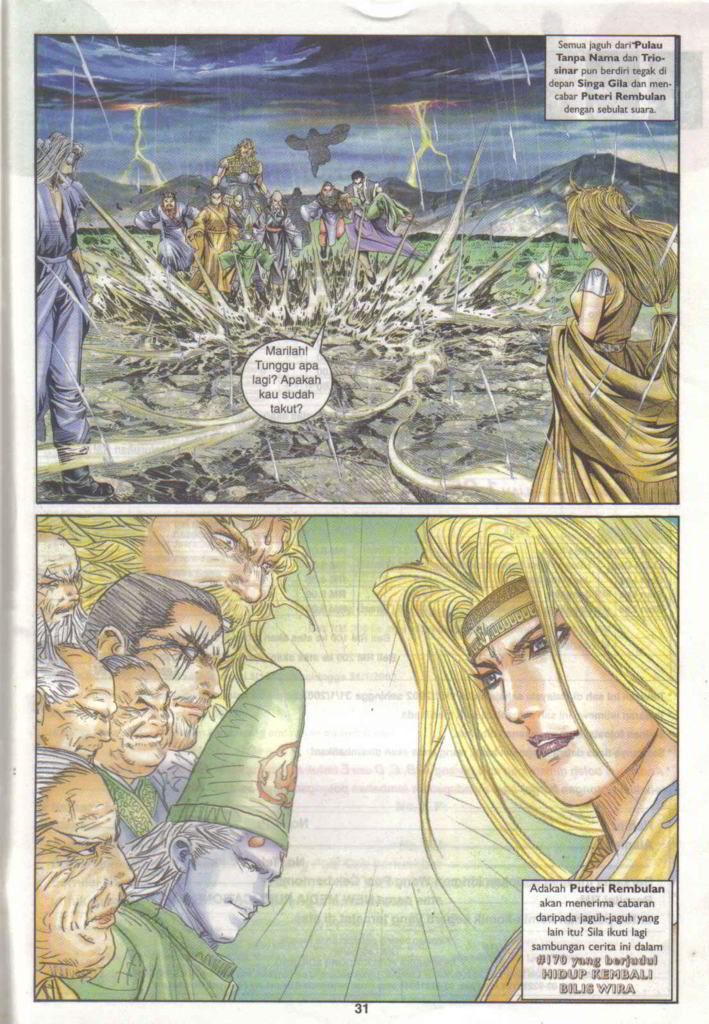 Semua jaguh dari Pulau
Tanpa Nama dan Trio-
sinar pun berdiri tegak di
depan Singa Gila dan men-
cabar Puteri Rembulan
dengan sebulat suara.
Marilah!
Tunggu apa
lagi? Apakah
kau sudah
takut?
Adakah Puteri Rembulan
akan menerima cabaran
daripada jaguh-jaguh yang
lain itu? Sila ikuti lagi
sambungan cerita ini dalam
#170 yang berjudul
HIDUP KEMBALI
BILIS WIRA
31